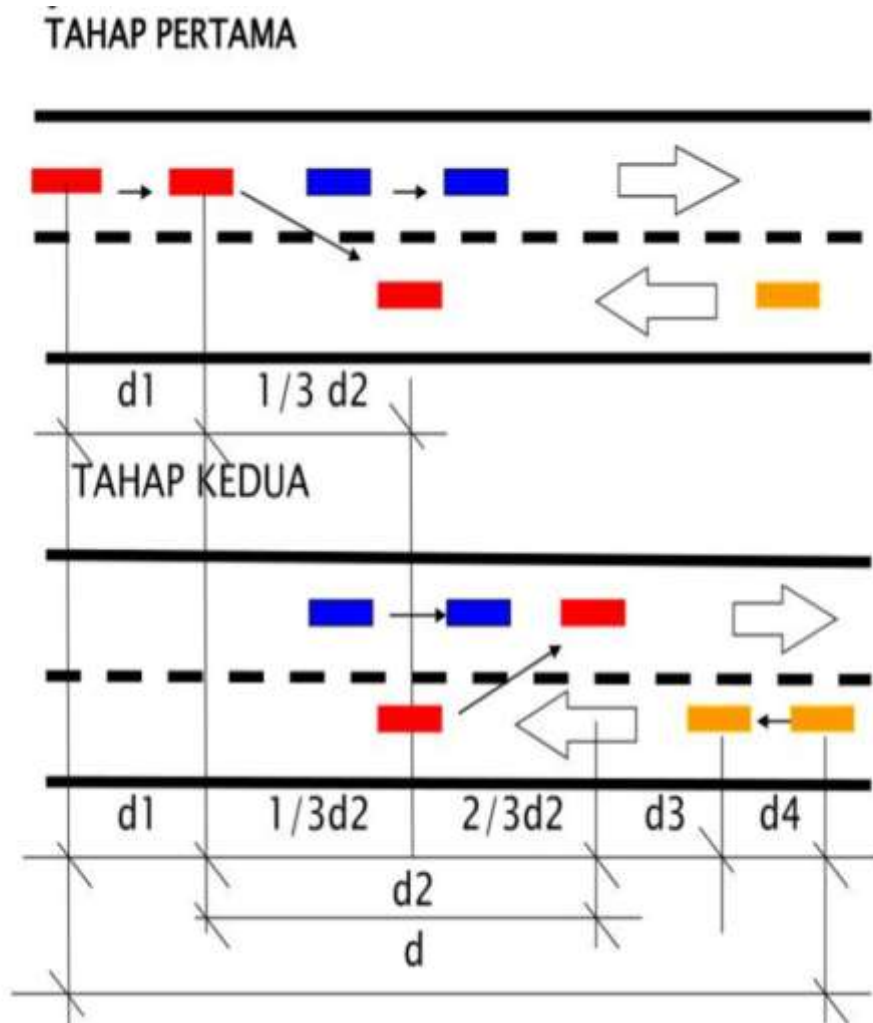 TAHAP PERTAMA
d1 1/3 d2
TAHAP KEDUA
d1 1/3d2 2/3d2 d3 d4
d2
d